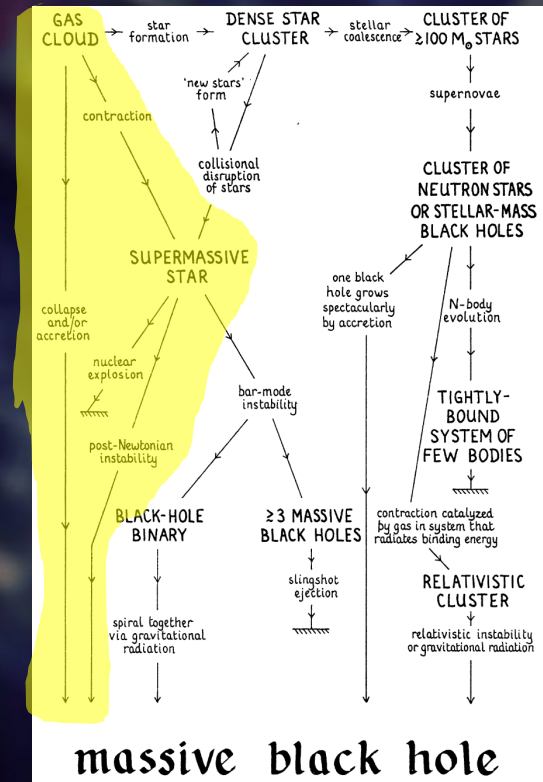 GAS
CLOUD
star
formation
DENSE STAR
CLUSTER
stellar
coalescence
CLUSTER OF
≥100 M☉ STARS
'new stars'
form
contraction
supernovae
collisional
disruption
of stars
CLUSTER OF
NEUTRON STARS
OR STELLAR-MASS
BLACK HOLES
SUPERMASSIVE
STAR
one black
hole grows
spectacularly
by accretion
N-body
evolution
collapse
and/or
accretion
nuclear
explosion
bar-mode
instability
TIGHTLY-
BOUND
SYSTEM OF
FEW BODIES
post-Newtonian
instability
BLACK-HOLE
BINARY
≥3 MASSIVE
BLACK HOLES
contraction catalyzed
by gas in system that
radiates binding energy
slingshot
ejection
RELATIVISTIC
CLUSTER
spiral together
via gravitational
radiation
relativistic instability
or gravitational radiation
massive black hole